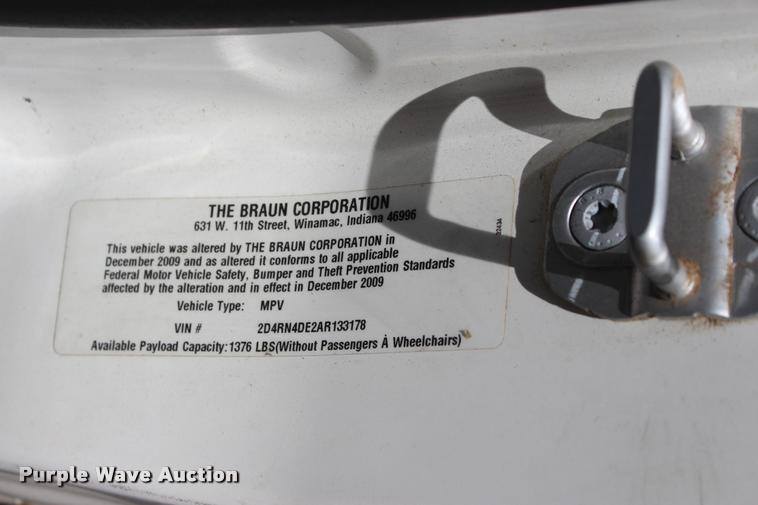 THE BRAUN CORPORATION
631 W. 11th Street, Winamac, Indiana 46996
This vehicle was altered by THE BRAUN CORPORATION in
December 2009 and as altered it conforms to all applicable
Federal Motor Vehicle Safety, Bumper and Theft Prevention Standards
affected by the alteration and in effect in December 2009
Vehicle Type: MPV
VIN # 2D4RN4DE2AR133178
Available Payload Capacity:1376 LBS(Without Passengers À Wheelchairs)
Purple Wave Auction